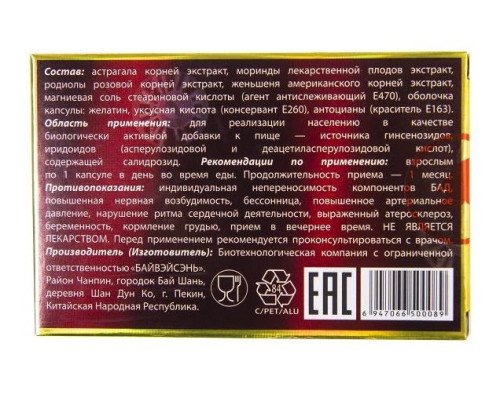 Состав: астрагала корней экстракт, моринды лекарственной плодов экстракт,
родиолы розовой корней экстракт, женьшеня американского корней экстракт,
магниевая соль стеариновой кислоты (агент антислеживающий Е470), оболочка
капсулы: желатин, уксусная кислота (консервант Е260), антоцианы (краситель Е163).
Область применения: для реализации населению в качестве
биологически активной добавки к пище — источника гинсенозидов,
иридоидов (асперулозидовой и деацетиласперулозидовой кислот),
содержащей салидрозид. Рекомендации по применению: взрослым
по 1 капсуле в день во время еды. Продолжительность приема — 1 месяц.
Противопоказания: индивидуальная непереносимость компонентов БАД,
повышенная нервная возбудимость, бессонница, повышенное артериальное
давление, нарушение ритма сердечной деятельности, выраженный атеросклероз,
беременность, кормление грудью, прием в вечернее время. НЕ ЯВЛЯЕТСЯ
ЛЕКАРСТВОМ. Перед применением рекомендуется проконсультироваться с врачом.
Производитель (Изготовитель): Биотехнологическая компания с ограниченной
ответственностью «БАЙВЭЙСЭНЬ».
Район Чанпин, городок Бай Шань,
деревня Шан Дун Ко, г. Пекин,
Китайская Народная Республика.
84
C/PET/ALU
EAC
6 947066 500089